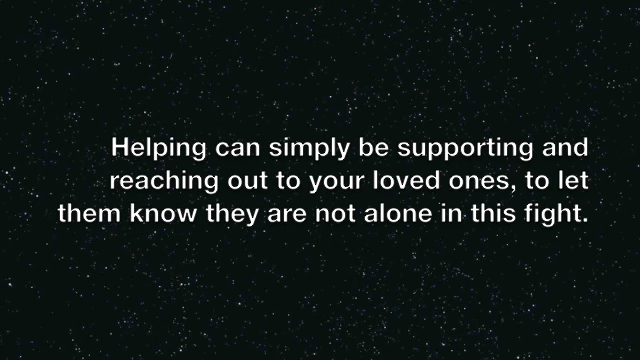 Helping can simply be supporting and
reaching out to your loved ones, to let
them know they are not alone in this fight.